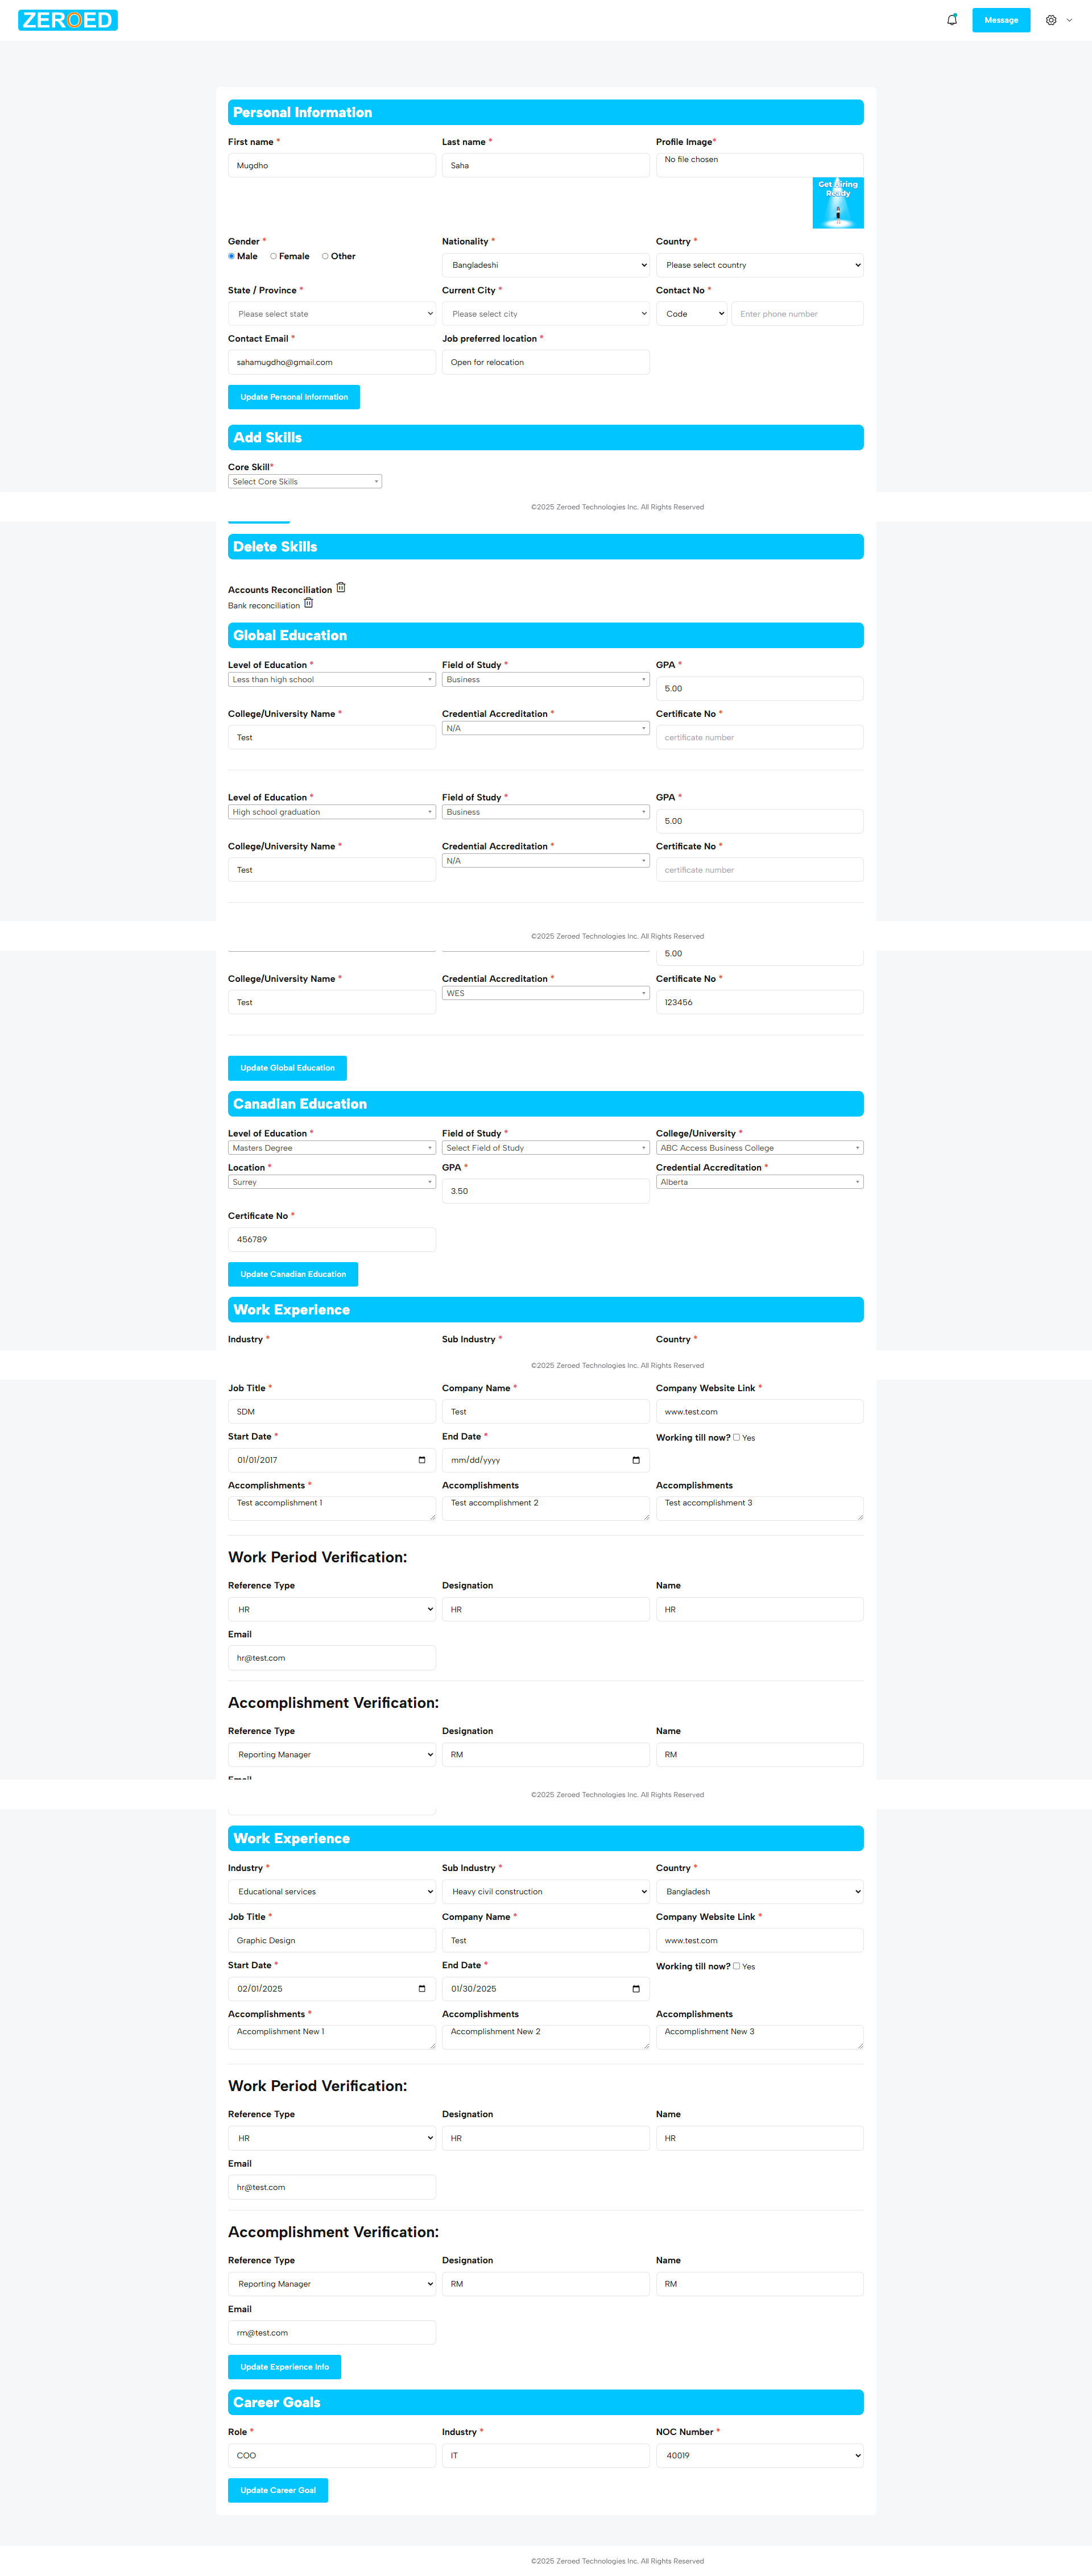 ZEROED
Message
Personal Information
First name * Last name * Profile Image*
Mugdho Saha No file chosen
Get Hiring
Ready
Gender * Nationality * Country *
Male Female Other
Bangladeshi Please select country
State / Province * Current City * Contact No *
Please select state Please select city Code Enter phone number
Contact Email * Job preferred location *
sahamugdho@gmail.com Open for relocation
Update Personal Information
Add Skills
Core Skill*
Select Core Skills
©2025 Zeroed Technologies Inc. All Rights Reserved
Delete Skills
Accounts Reconciliation
Bank reconciliation
Global Education
Level of Education * Field of Study * GPA *
Less than high school Business 5.00
College/University Name * Credential Accreditation * Certificate No *
Test N/A certificate number
Level of Education * Field of Study * GPA *
High school graduation Business 5.00
College/University Name * Credential Accreditation * Certificate No *
Test N/A certificate number
©2025 Zeroed Technologies Inc. All Rights Reserved
5.00
College/University Name * Credential Accreditation * Certificate No *
Test WES 123456
Update Global Education
Canadian Education
Level of Education * Field of Study * College/University *
Masters Degree Select Field of Study ABC Access Business College
Location * GPA * Credential Accreditation *
Surrey 3.50 Alberta
Certificate No *
456789
Update Canadian Education
Work Experience
Industry * Sub Industry * Country *
©2025 Zeroed Technologies Inc. All Rights Reserved
Job Title * Company Name * Company Website Link *
SDM Test www.test.com
Start Date * End Date * Working till now? Yes
01/01/2017 mm/dd/yyyy
Accomplishments * Accomplishments Accomplishments
Test accomplishment 1 Test accomplishment 2 Test accomplishment 3
Work Period Verification:
Reference Type Designation Name
HR HR HR
Email
hr@test.com
Accomplishment Verification:
Reference Type Designation Name
Reporting Manager RM RM
Email
©2025 Zeroed Technologies Inc. All Rights Reserved
Work Experience
Industry * Sub Industry * Country *
Educational services Heavy civil construction Bangladesh
Job Title * Company Name * Company Website Link *
Graphic Design Test www.test.com
Start Date * End Date * Working till now? Yes
02/01/2025 01/30/2025
Accomplishments * Accomplishments Accomplishments
Accomplishment New 1 Accomplishment New 2 Accomplishment New 3
Work Period Verification:
Reference Type Designation Name
HR HR HR
Email
hr@test.com
Accomplishment Verification:
Reference Type Designation Name
Reporting Manager RM RM
Email
rm@test.com
Update Experience Info
Career Goals
Role * Industry * NOC Number *
COO IT 40019
Update Career Goal
©2025 Zeroed Technologies Inc. All Rights Reserved